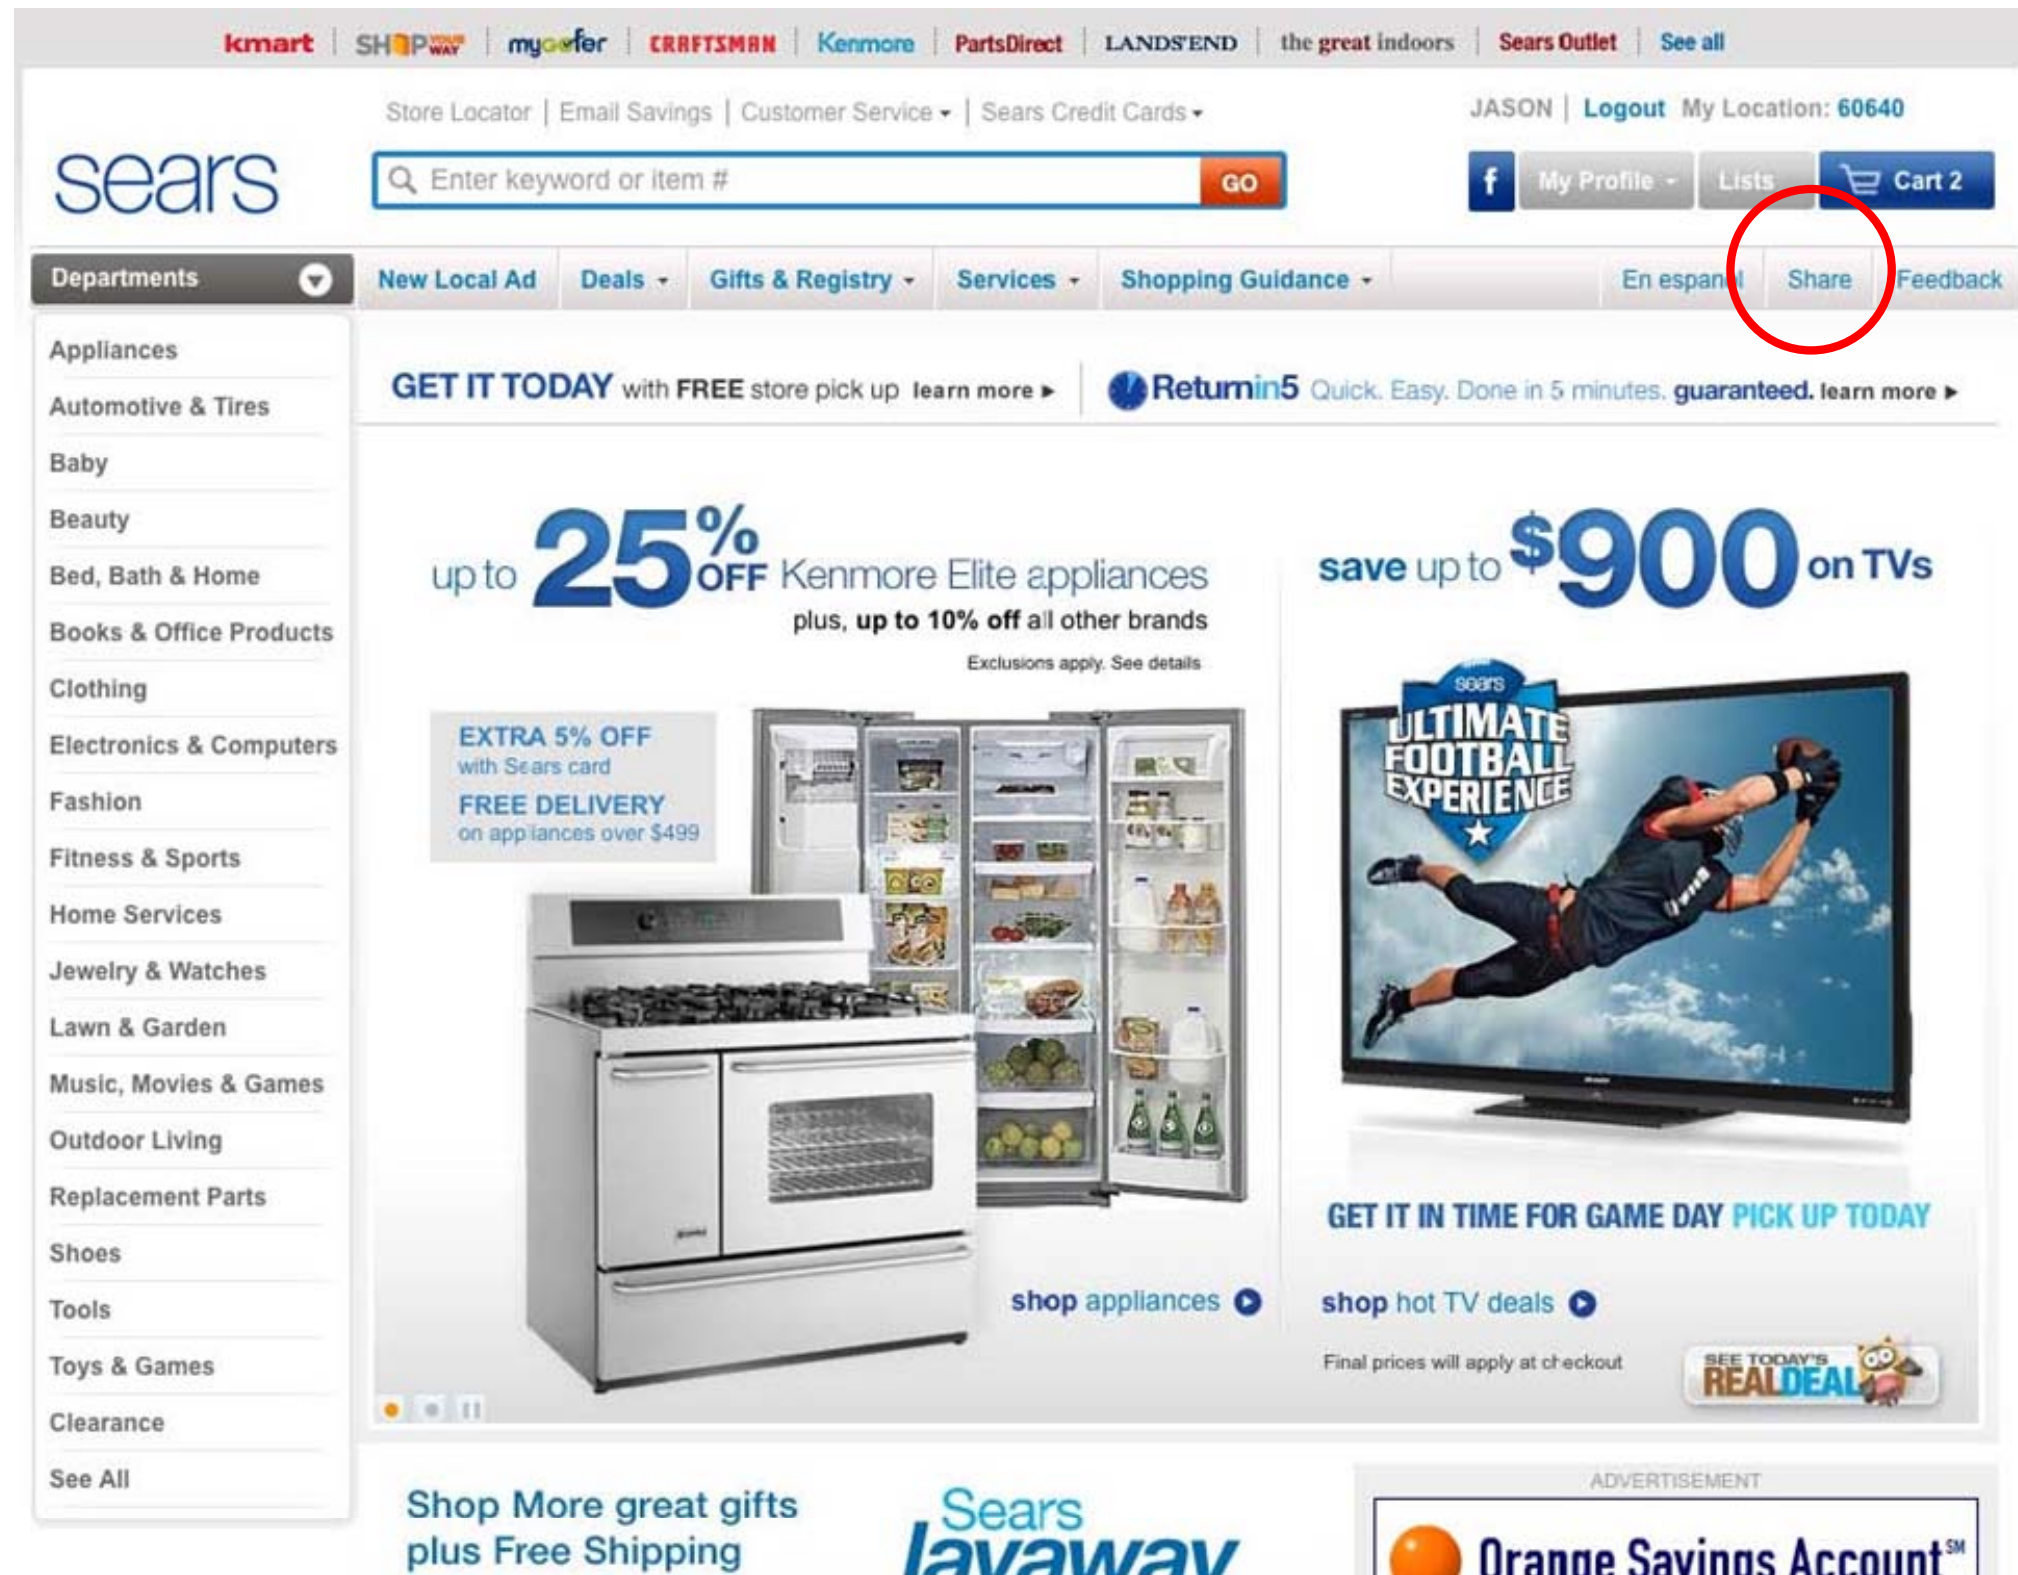 kmart SHOP YOUR WAY mygofer CRAFTSMAN Kenmore PartsDirect LANDS'END the great indoors Sears Outlet See all
Store Locator | Email Savings | Customer Service | Sears Credit Cards
JASON | Logout My Location: 60640
sears
Enter keyword or item # GO
f My Profile Lists Cart 2
Departments New Local Ad Deals Gifts & Registry Services Shopping Guidance En espanol Share Feedback
Appliances
Automotive & Tires
Baby
Beauty
Bed, Bath & Home
Books & Office Products
Clothing
Electronics & Computers
Fashion
Fitness & Sports
Home Services
Jewelry & Watches
Lawn & Garden
Music, Movies & Games
Outdoor Living
Replacement Parts
Shoes
Tools
Toys & Games
Clearance
See All
GET IT TODAY with FREE store pick up learn more
Returnin5 Quick. Easy. Done in 5 minutes. guaranteed. learn more
up to 25% OFF Kenmore Elite appliances
plus, up to 10% off all other brands
Exclusions apply. See details
EXTRA 5% OFF
with Sears card
FREE DELIVERY
on appliances over $499
shop appliances
save up to $900 on TVs
sears
ULTIMATE
FOOTBALL
EXPERIENCE
GET IT IN TIME FOR GAME DAY PICK UP TODAY
shop hot TV deals
Final prices will apply at checkout
SEE TODAY'S
REALDEAL
Shop More great gifts
plus Free Shipping
Sears
layaway
ADVERTISEMENT
Orange Savings Account SM